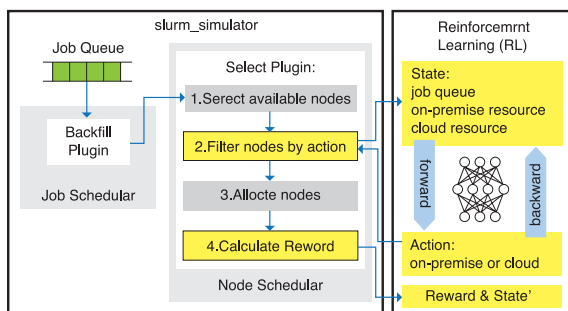 slurm_simulator
Job Queue
Backfill
Plugin
Job Schedular
Select Plugin:
1.Serect available nodes
2.Filter nodes by action
3.Allocte nodes
4.Calculate Reword
Node Schedular
Reinforcemrnt
Learning (RL)
State:
job queue
on-premise resource
cloud resource
forward
backward
Action:
on-premise or cloud
Reward & State’